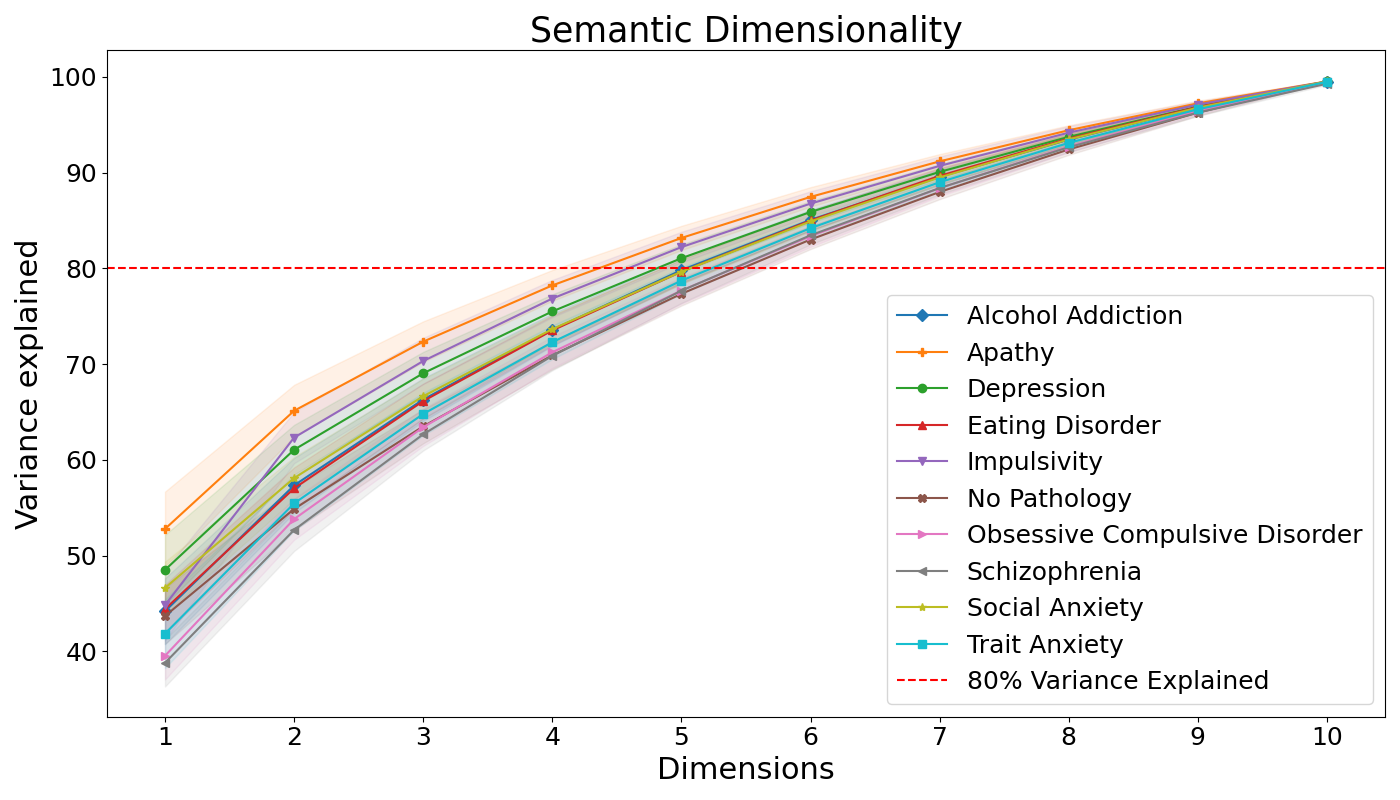 Semantic Dimensionality
Variance explained
100
90
80
70
60
50
40
Alcohol Addiction
Apathy
Depression
Eating Disorder
Impulsivity
No Pathology
Obsessive Compulsive Disorder
Schizophrenia
Social Anxiety
Trait Anxiety
80% Variance Explained
1 2 3 4 5 6 7 8 9 10
Dimensions